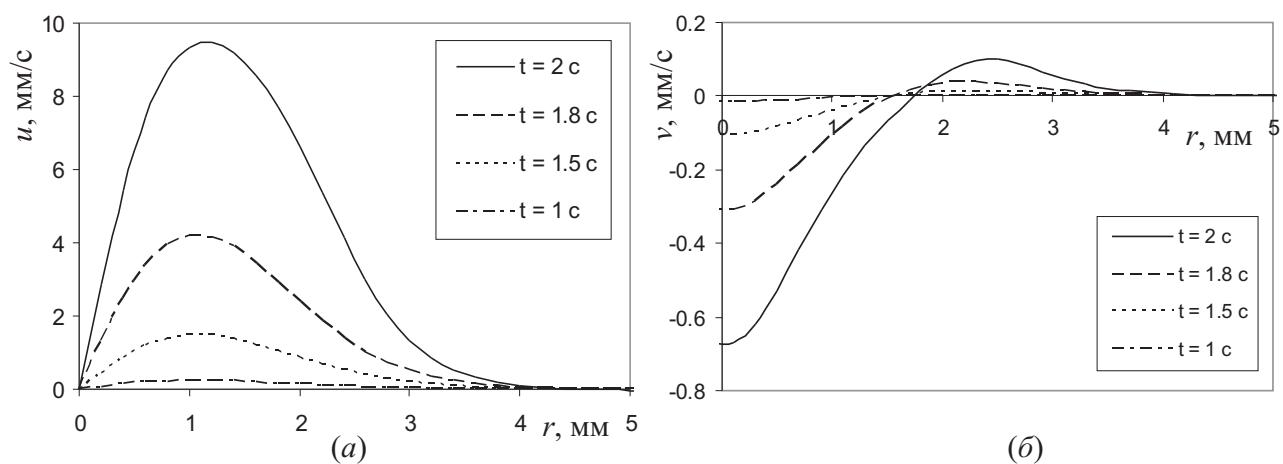 u, мм/с
10
8
6
4
2
0
0 1 2 3 4 5
r, мм
t = 2 с
t = 1.8 с
t = 1.5 с
t = 1 с
(а)
v, мм/с
0.2
0
-0.2
-0.4
-0.6
-0.8
0 1 2 3 4 5
r, мм
t = 2 с
t = 1.8 с
t = 1.5 с
t = 1 с
(б)